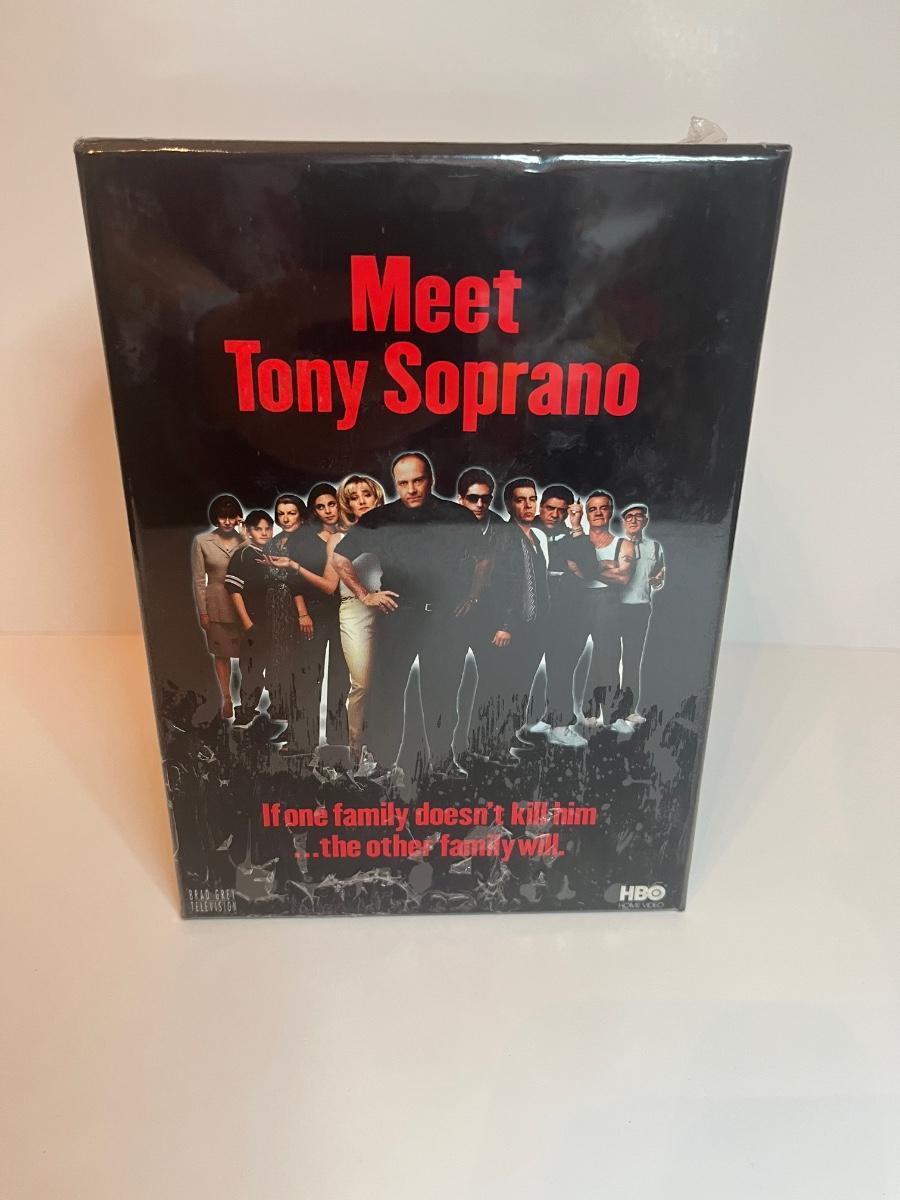 Meet
Tony Soprano
If one family doesn't kill him
...the other family will.
BRAD GREY
TELEVISION
HBO
HOME VIDEO